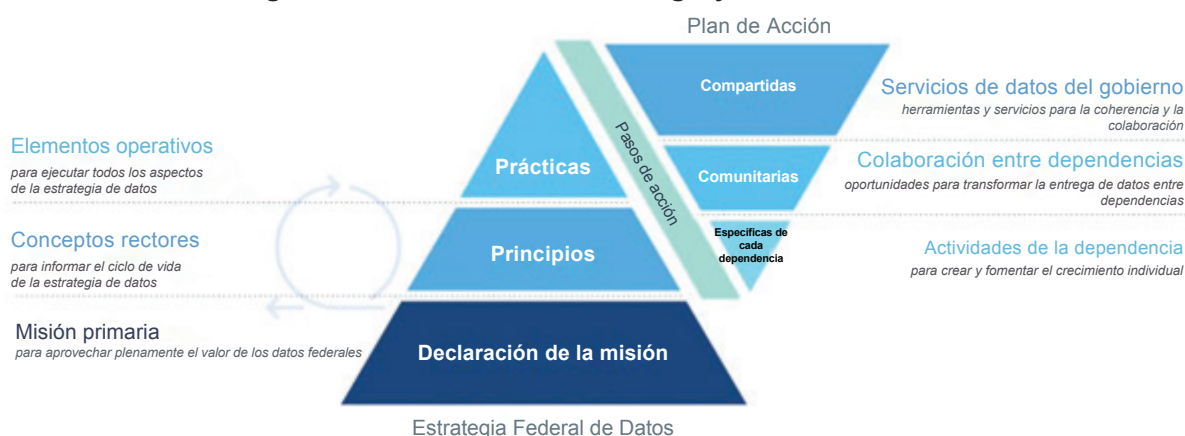 Plan de Acción
Compartidas
Servicios de datos del gobierno
herramientas y servicios para la coherencia y la
colaboración
Elementos operativos
para ejecutar todos los aspectos
de la estrategia de datos
Prácticas
Pasos de acción
Comunitarias
Colaboración entre dependencias
oportunidades para transformar la entrega de datos entre
dependencias
Conceptos rectores
para informar el ciclo de vida
de la estrategia de datos
Principios
Específicas de
cada
dependencia
Actividades de la dependencia
para crear y fomentar el crecimiento individual
Misión primaria
para aprovechar plenamente el valor de los datos federales
Declaración de la misión
Estrategia Federal de Datos